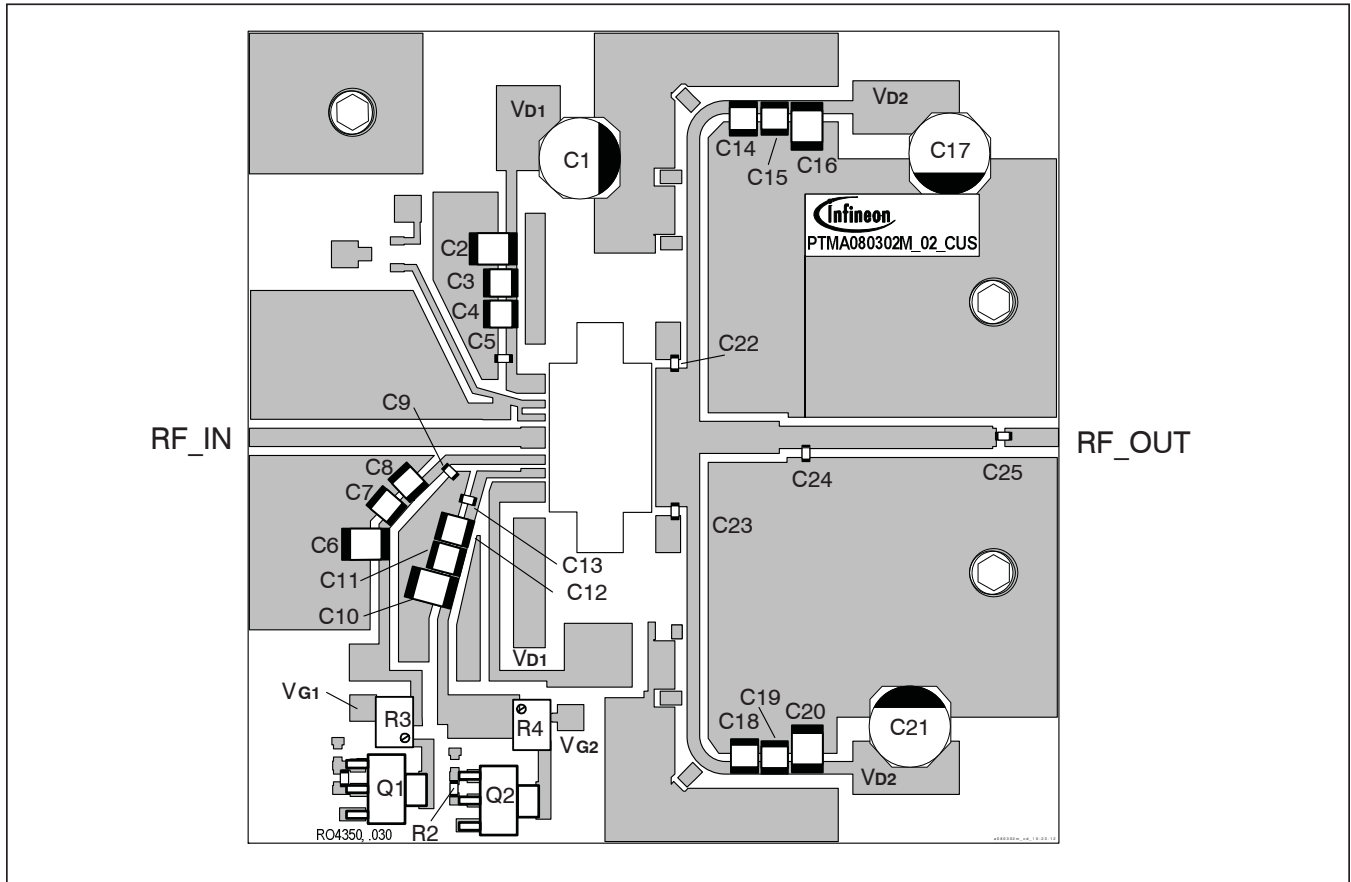 VD1
VD2
C1
C14
C15
C16
C17
Infineon
PTMA080302M_02_CUS
C2
C3
C4
C5
C22
C9
RF_IN
RF_OUT
C8
C7
C24
C25
C6
C23
C11
C13
C12
C10
VD1
VG1
C19
R3
R4
C18
C20
C21
VG2
VD2
Q1
Q2
RO4350, .030
R2